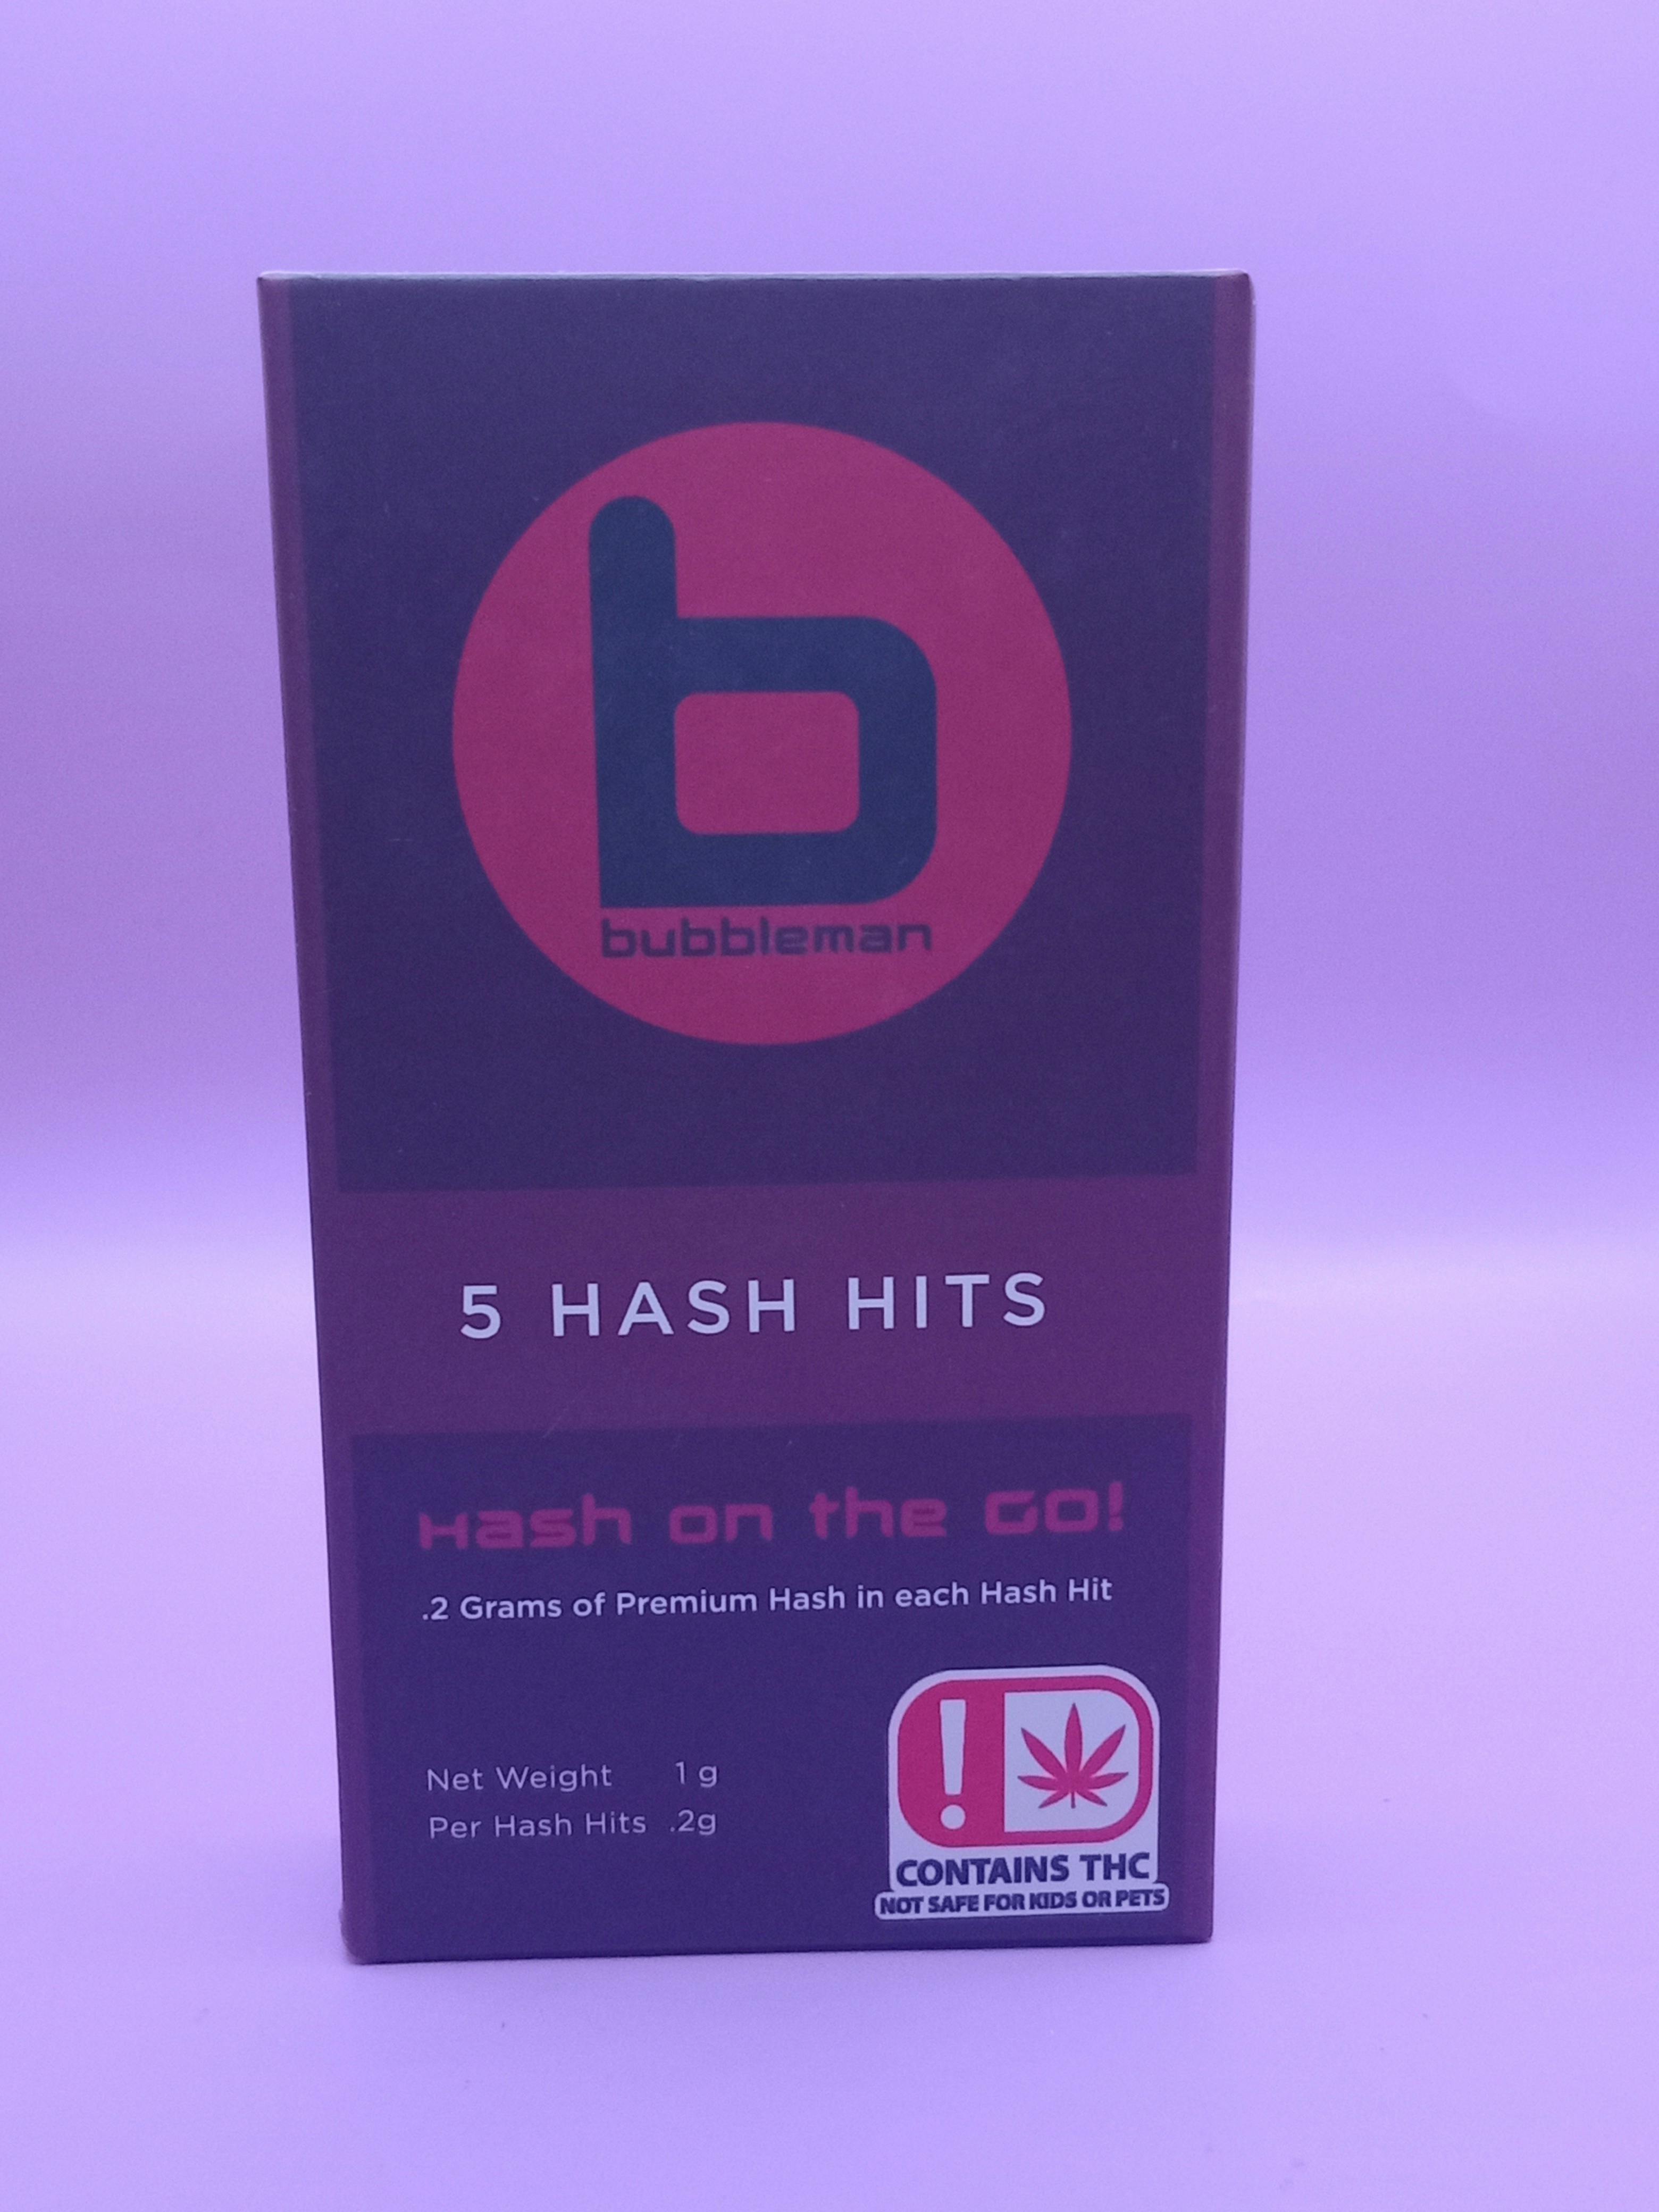 b
bubbleman
5 HASH HITS
Hash on the GO!
.2 Grams of Premium Hash in each Hash Hit
Net Weight 1 g
Per Hash Hits .2g
!
CONTAINS THC
NOT SAFE FOR KIDS OR PETS